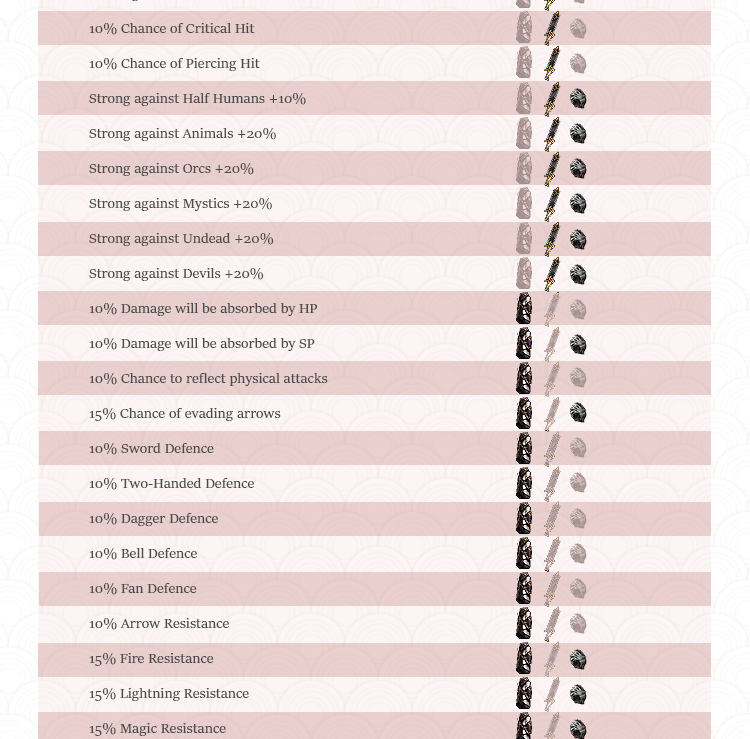 10% Chance of Critical Hit
10% Chance of Piercing Hit
Strong against Half Humans +10%
Strong against Animals +20%
Strong against Orcs +20%
Strong against Mystics +20%
Strong against Undead +20%
Strong against Devils +20%
10% Damage will be absorbed by HP
10% Damage will be absorbed by SP
10% Chance to reflect physical attacks
15% Chance of evading arrows
10% Sword Defence
10% Two-Handed Defence
10% Dagger Defence
10% Bell Defence
10% Fan Defence
10% Arrow Resistance
15% Fire Resistance
15% Lightning Resistance
15% Magic Resistance